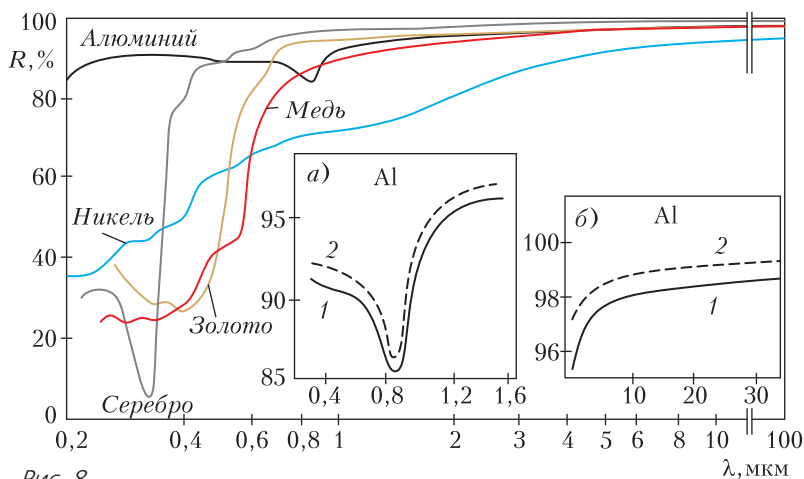 100
R, %
80
60
40
20
0
Алюминий
Медь
Никель
Золото
Серебро
а) Al
95
90
85
2
1
0,4 0,8 1,2 1,6
б) Al
100
98
96
2
1
10 20 30
0,2 0,4 0,6 0,8 1 2 3 4 5 6 8 10 100
λ, мкм
Рис. 8